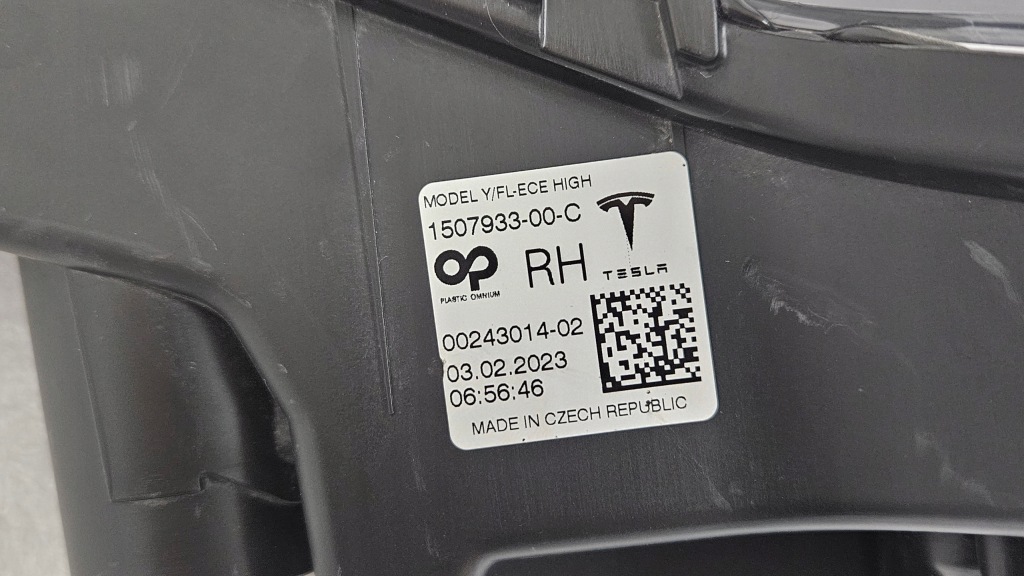 MODEL Y/FL-ECE HIGH
1507933-00-C
OP
PLASTIC OMNIUM
RH
TESLA
00243014-02
03.02.2023
06:56:46
MADE IN CZECH REPUBLIC